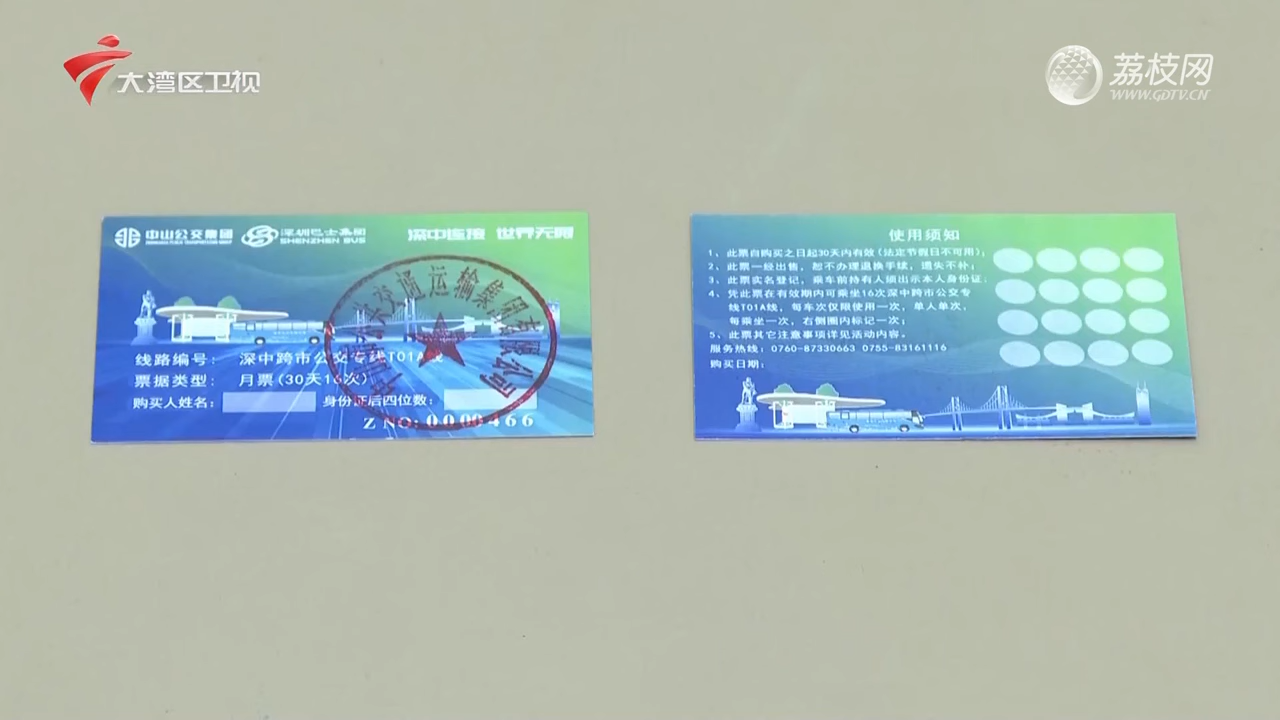 大湾区卫视
荔枝网
WWW.GDTV.CN
中山公交集团
深圳巴士集团
SHENZHEN BUS
深中连接 世界无限
线路编号： 深中跨市公交专线T01A线
票据类型： 月票(30天16次)
购买人姓名：
身份证后四位数：
Z NO: 0000466
使用须知
1、此票自购买之日起30天内有效(法定节假日不可用)；
2、此票一经出售，恕不办理退换手续，遗失不补；
3、此票实名登记，乘车前持有人须出示本人身份证；
4、凭此票在有效期内可乘坐16次深中跨市公交专
线T01A线，每车次仅限使用一次，单人单次，
每乘坐一次，右侧圈内标记一次；
5、此票其它注意事项详见活动内容。
服务热线：0760-87330663 0755-83161116
购买日期：